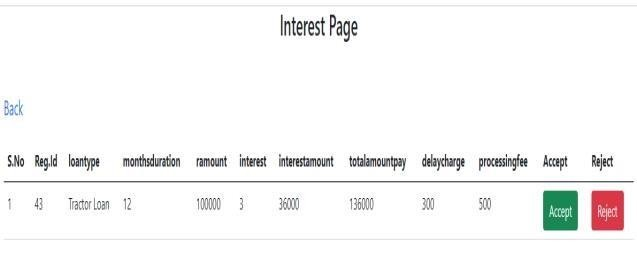 Interest Page
Back
S.No Reg.Id loantype monthsduration ramount interest interestamount totalamountpay delaycharge processingfee Accept Reject
1 43 Tractor Loan 12 100000 3 36000 136000 300 500 Accept Reject